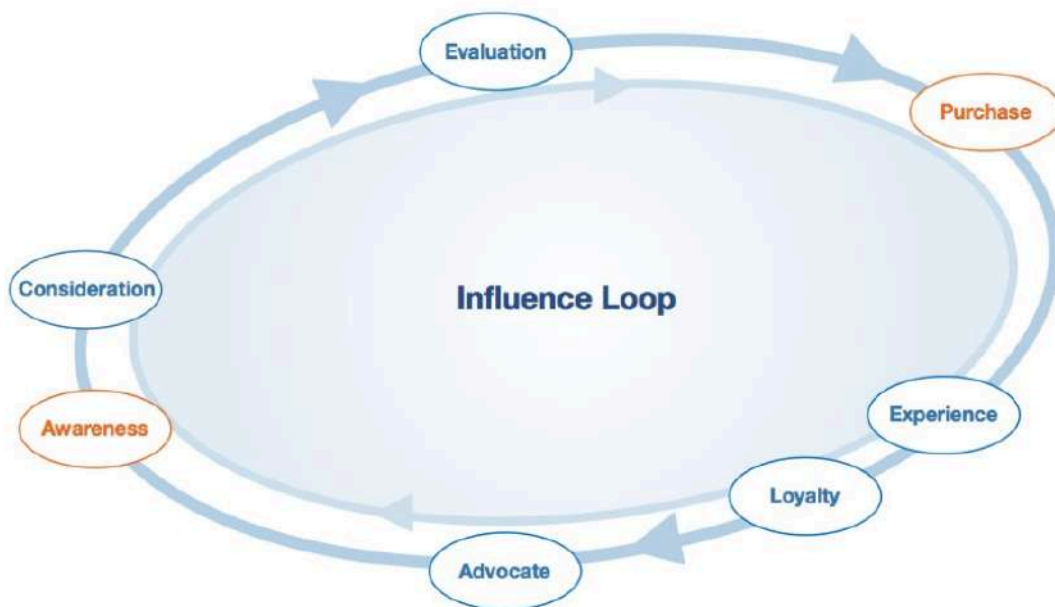 Evaluation
Purchase
Consideration
Influence Loop
Awareness
Experience
Loyalty
Advocate